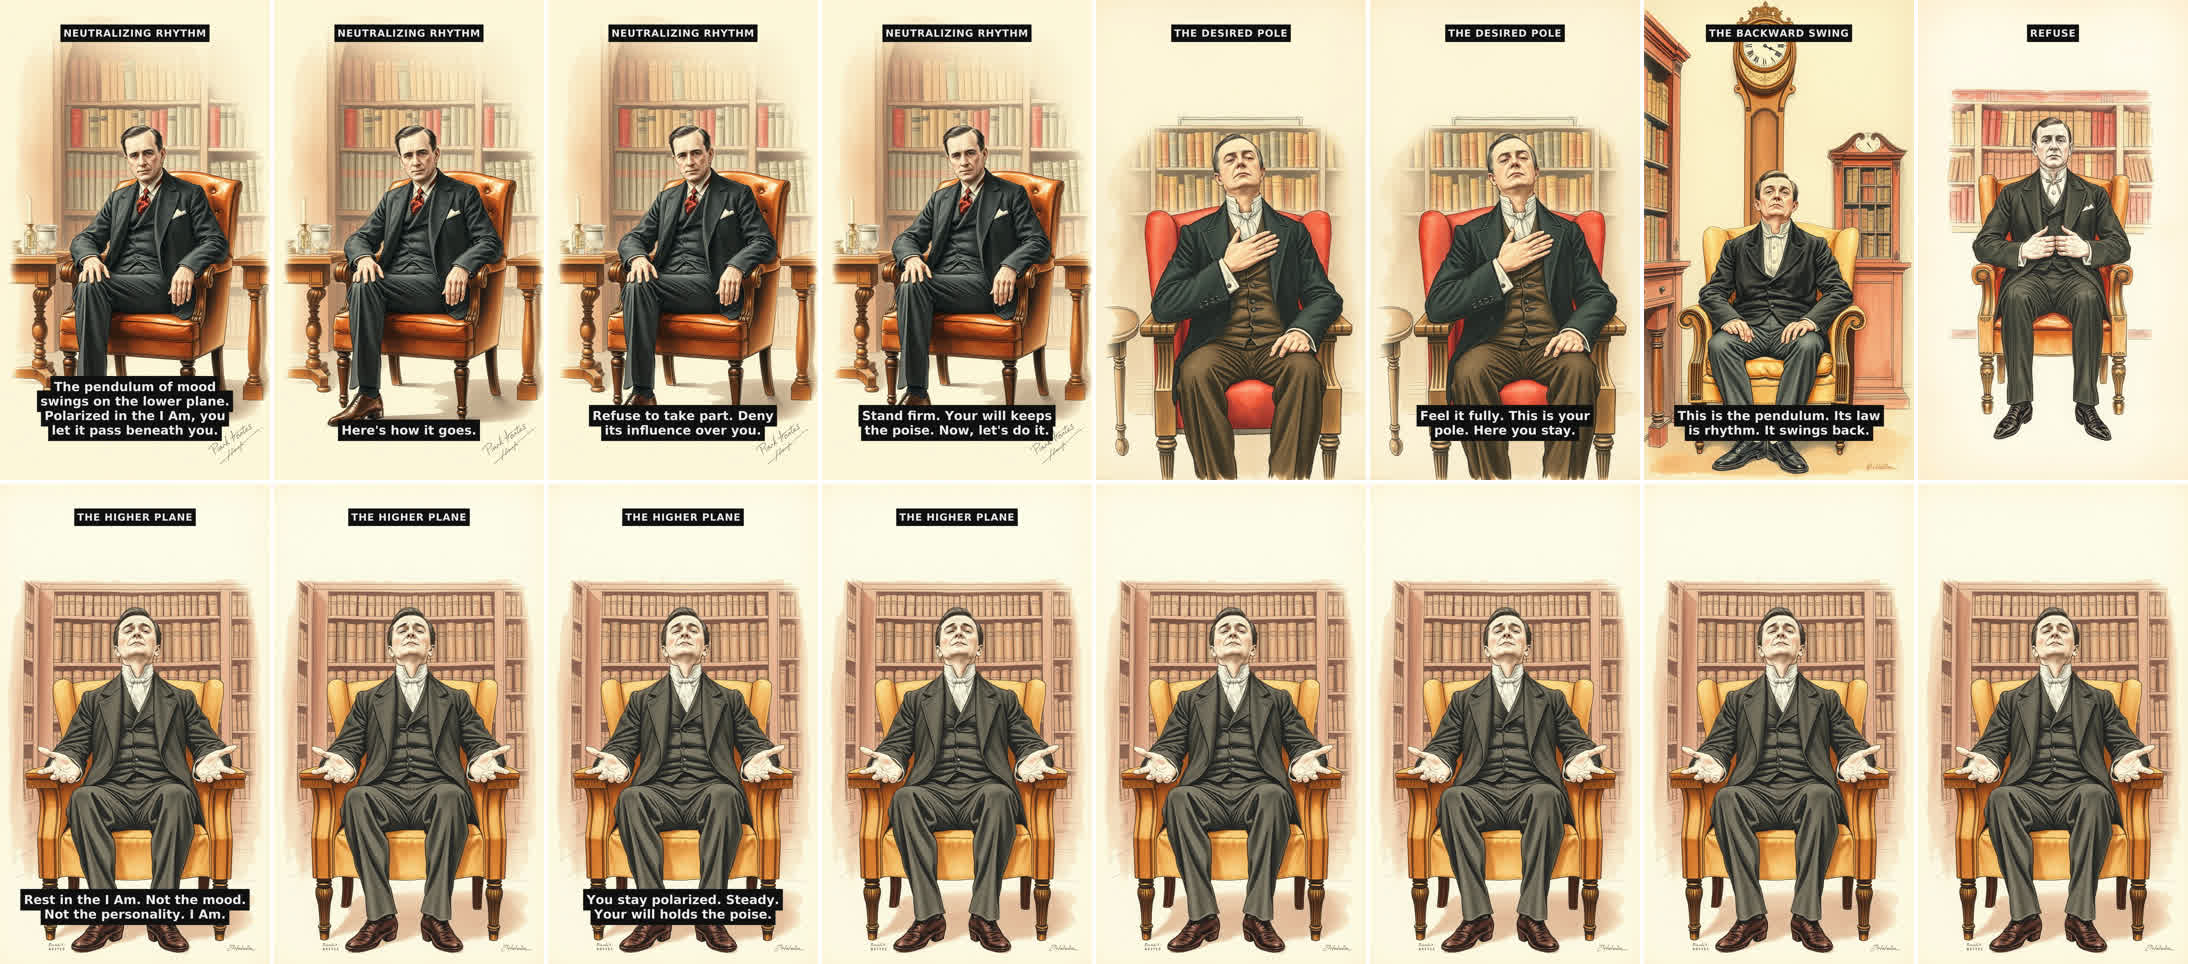 NEUTRALIZING RHYTHM
The pendulum of mood
swings on the lower plane.
Polarized in the I Am, you
let it pass beneath you.
NEUTRALIZING RHYTHM
Here's how it goes.
NEUTRALIZING RHYTHM
Refuse to take part. Deny
its influence over you.
NEUTRALIZING RHYTHM
Stand firm. Your will keeps
the poise. Now, let's do it.
THE DESIRED POLE
THE DESIRED POLE
Feel it fully. This is your
pole. Here you stay.
THE BACKWARD SWING
This is the pendulum. Its law
is rhythm. It swings back.
REFUSE
THE HIGHER PLANE
Rest in the I Am. Not the mood.
Not the personality. I Am.
THE HIGHER PLANE
THE HIGHER PLANE
You stay polarized. Steady.
Your will holds the poise.
THE HIGHER PLANE